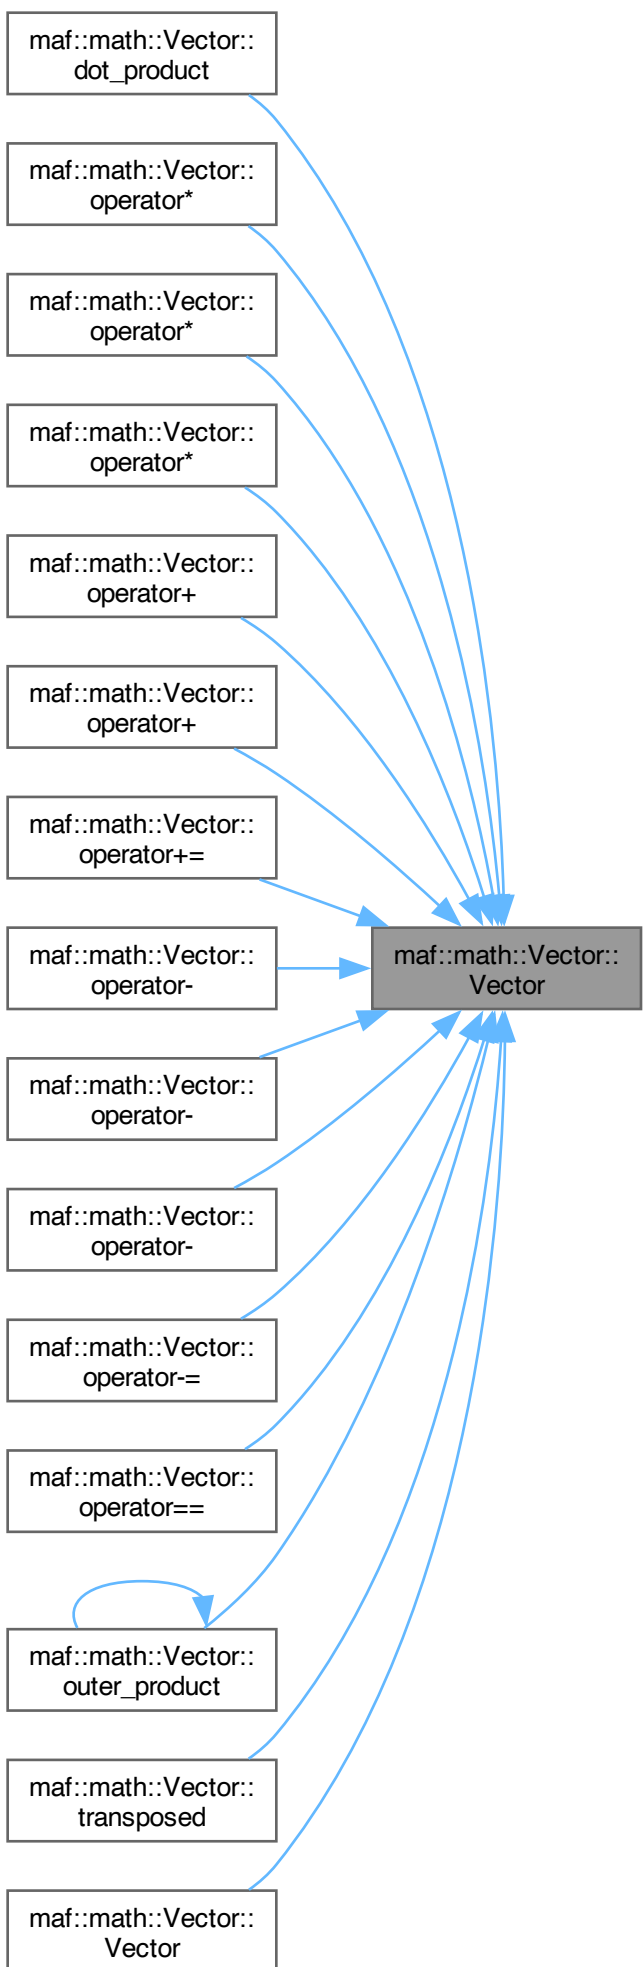 maf::math::Vector::
dot_product
maf::math::Vector::
operator*
maf::math::Vector::
operator*
maf::math::Vector::
operator*
maf::math::Vector::
operator+
maf::math::Vector::
operator+
maf::math::Vector::
operator+=
maf::math::Vector::
operator-
maf::math::Vector::
Vector
maf::math::Vector::
operator-
maf::math::Vector::
operator-
maf::math::Vector::
operator-=
maf::math::Vector::
operator==
maf::math::Vector::
outer_product
maf::math::Vector::
transposed
maf::math::Vector::
Vector